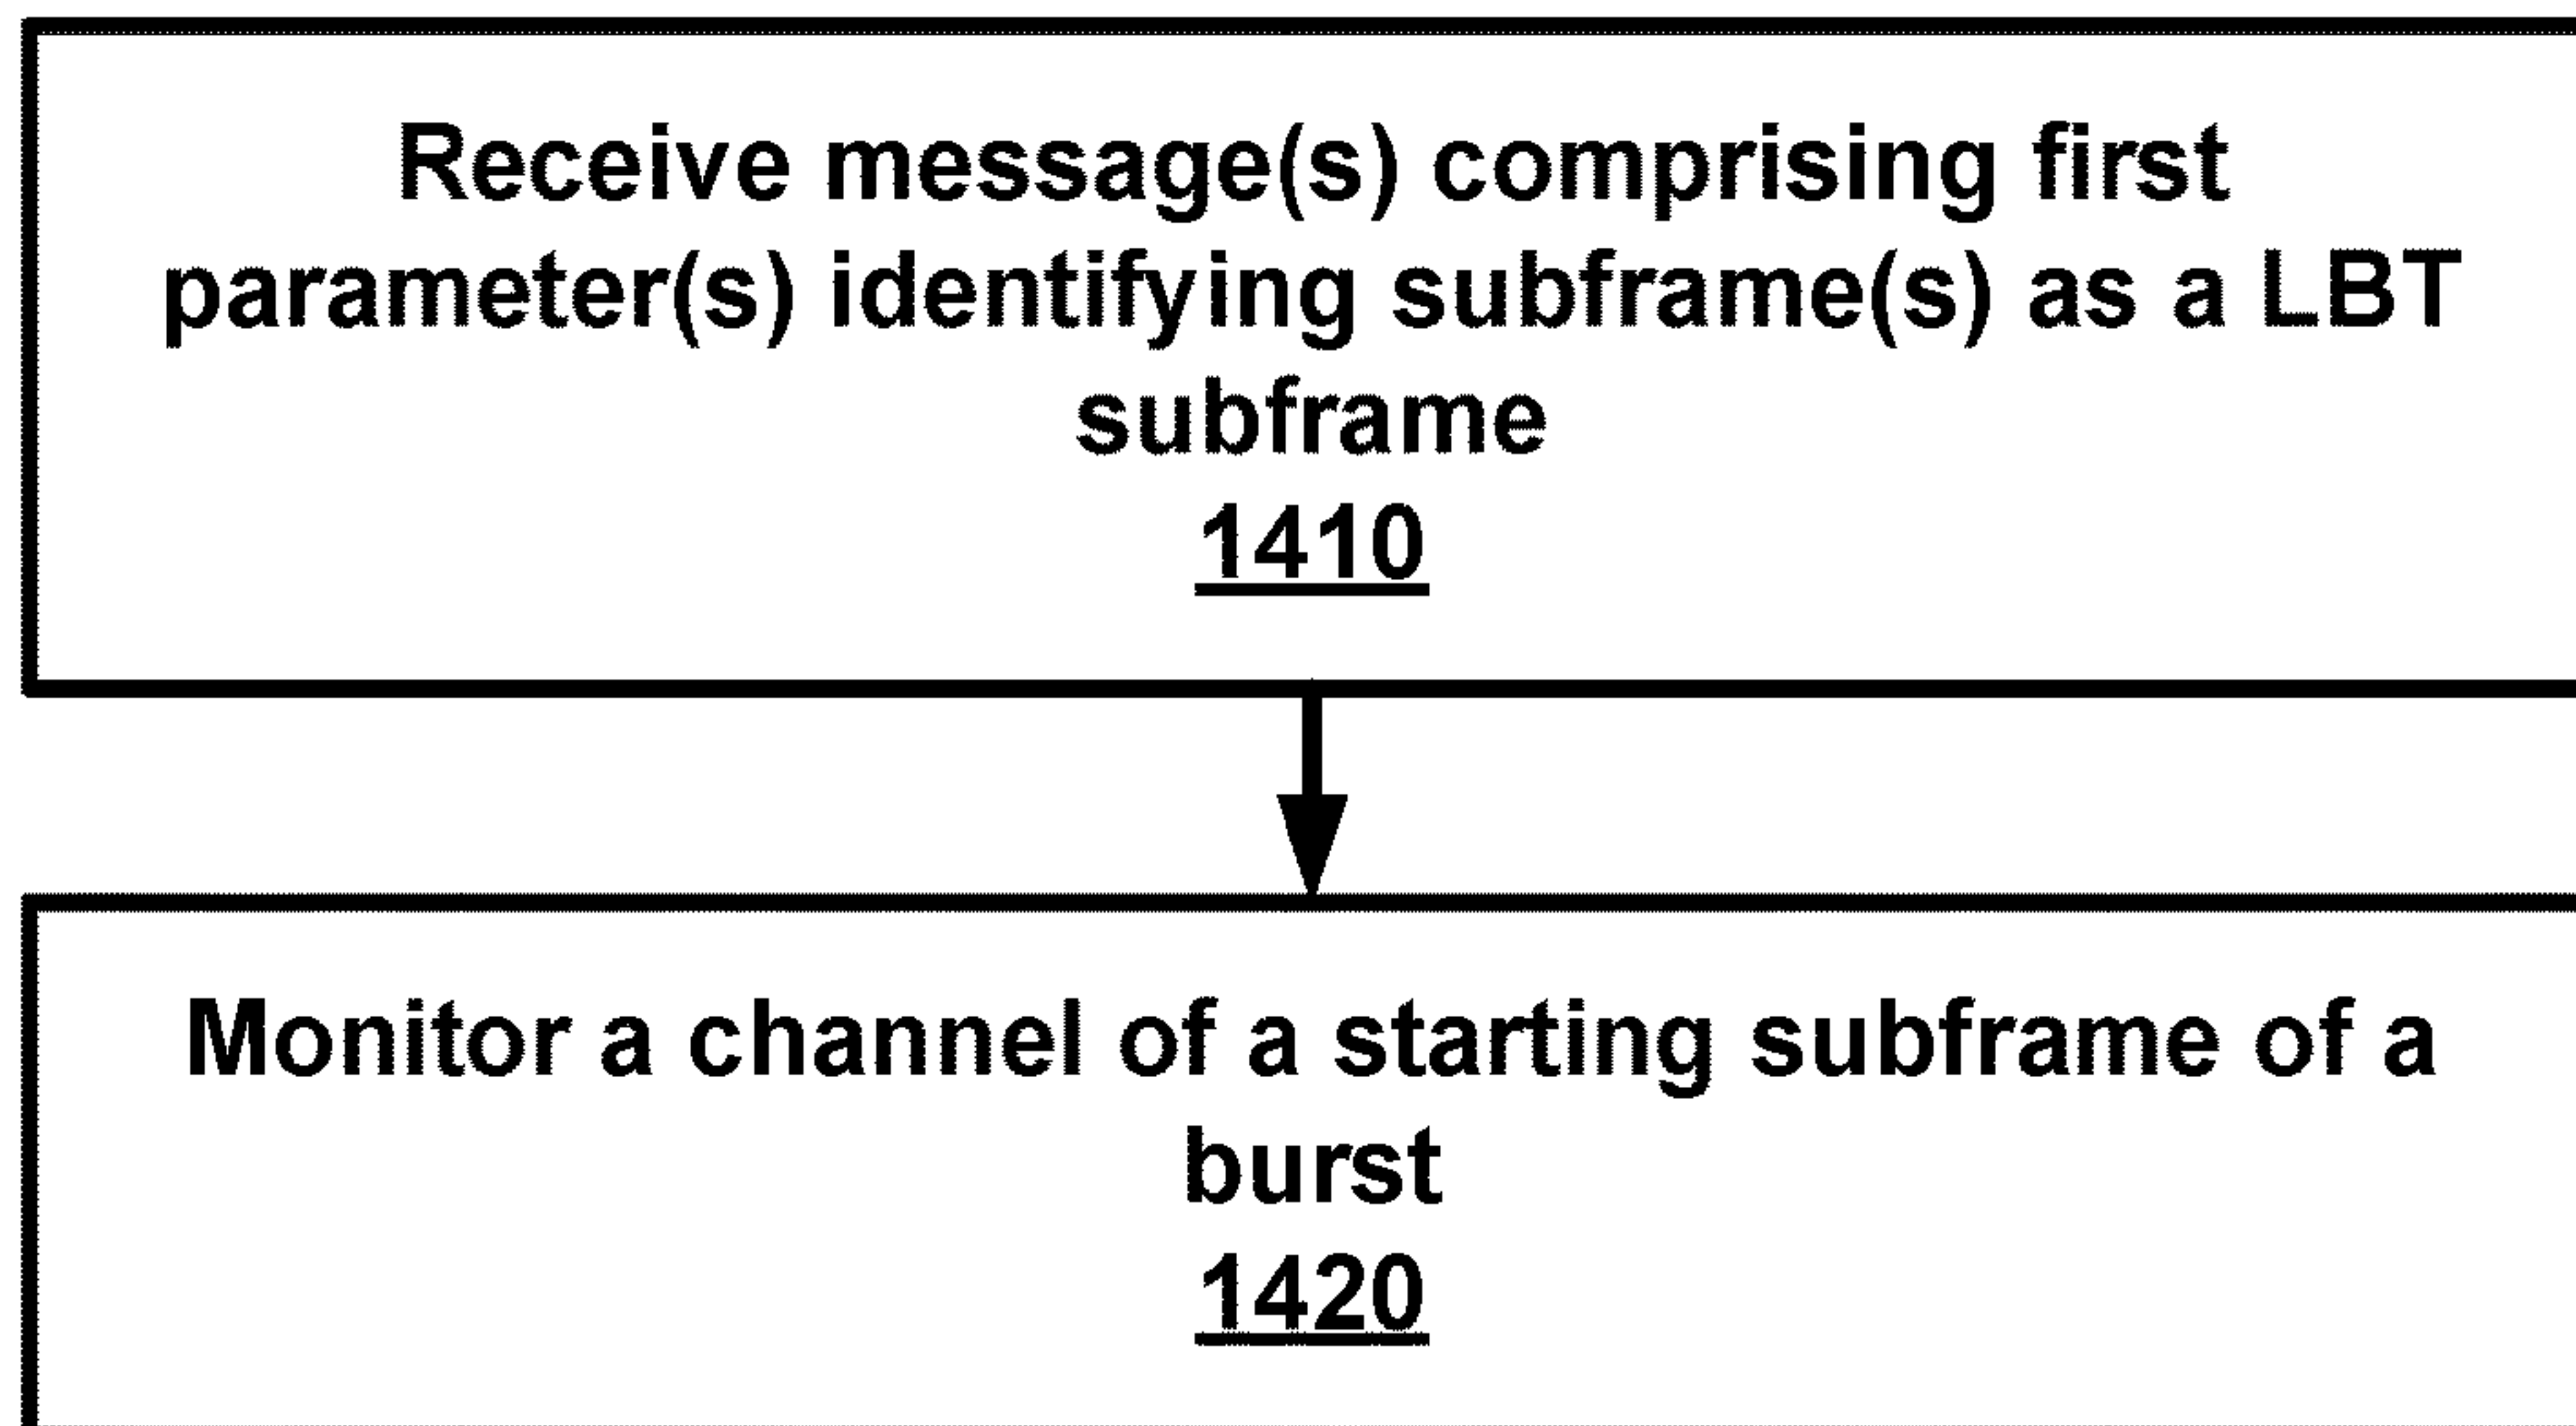 Receive message(s) comprising first
parameter(s) identifying subframe(s) as a LBT
subframe
1410
Monitor a channel of a starting subframe of a
burst
1420